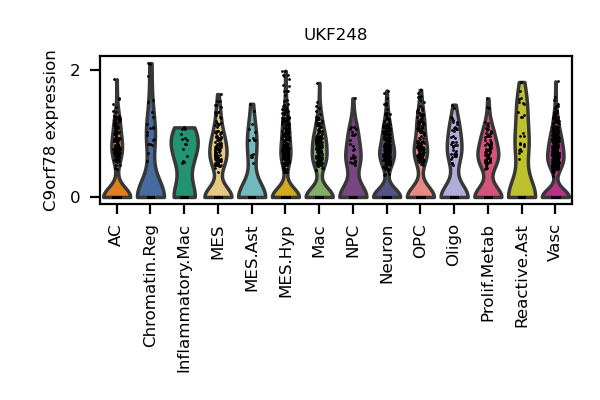 UKF248
C9orf78 expression
2
0
AC
Chromatin.Reg
Inflammatory.Mac
MES
MES.Ast
MES.Hyp
Mac
NPC
Neuron
OPC
Oligo
Prolif.Metab
Reactive.Ast
Vasc